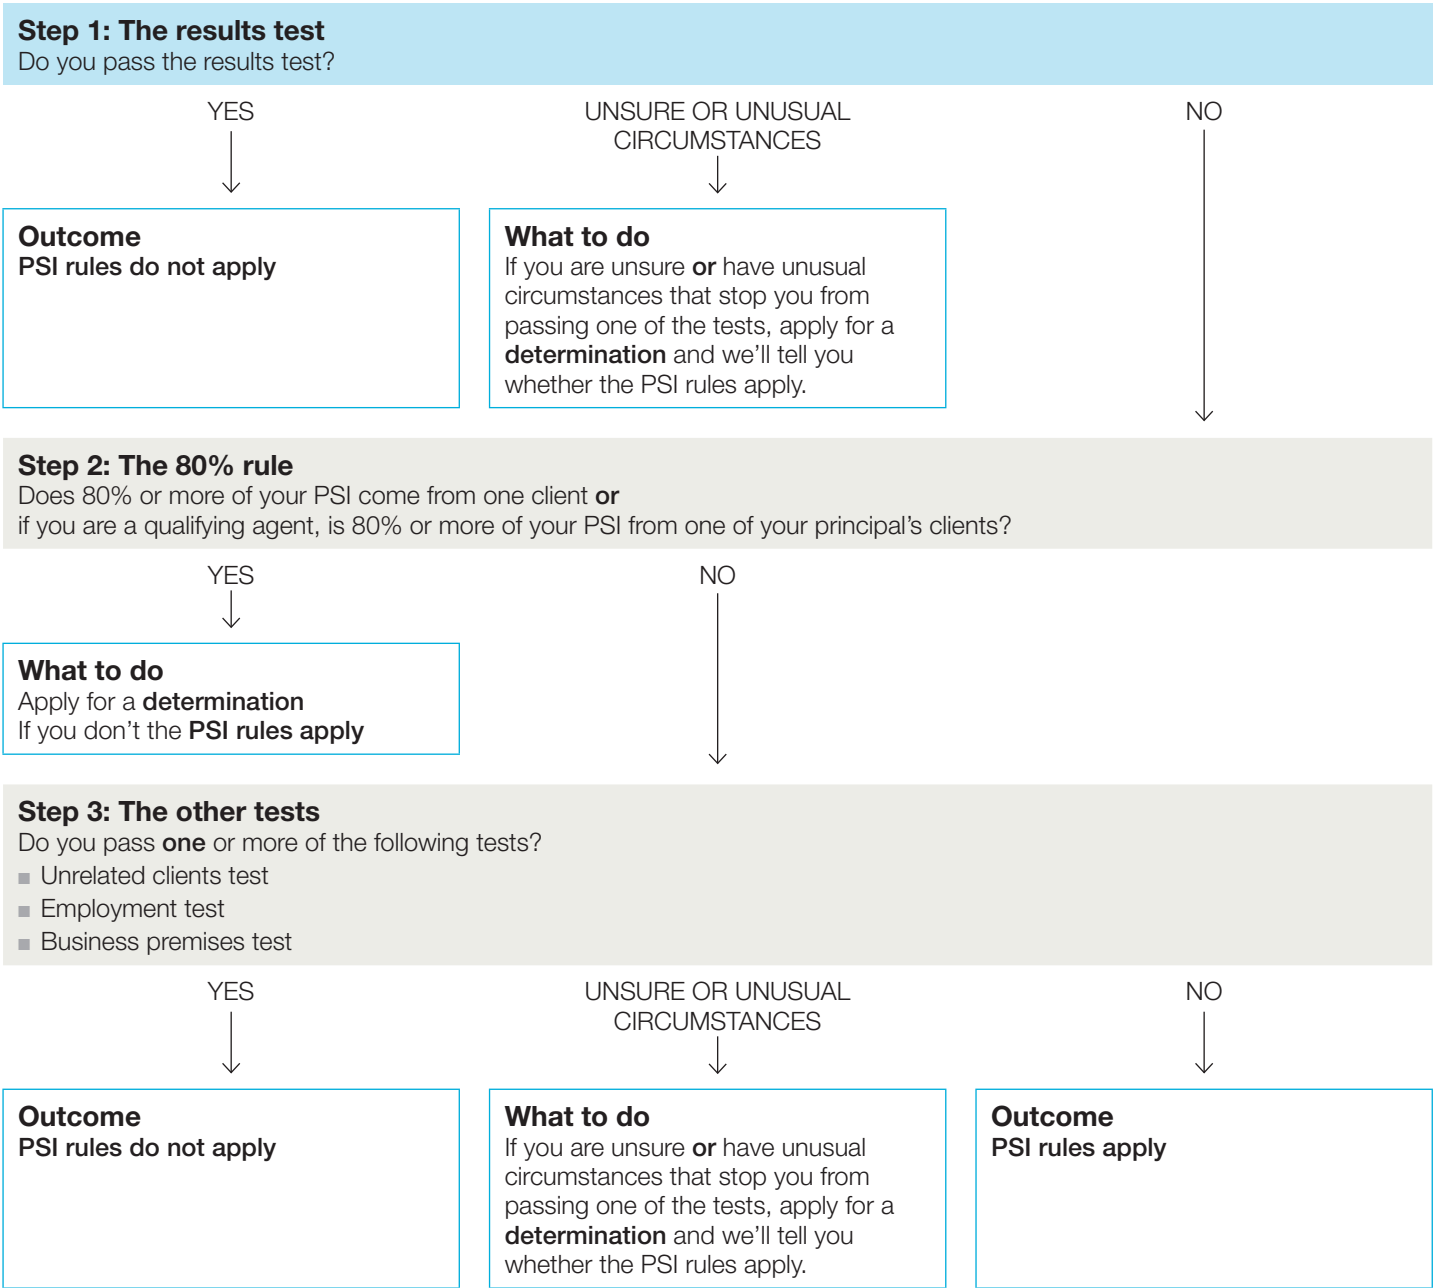 Step 1: The results test
Do you pass the results test?
YES
UNSURE OR UNUSUAL
CIRCUMSTANCES
NO
Outcome
PSI rules do not apply
What to do
If you are unsure or have unusual
circumstances that stop you from
passing one of the tests, apply for a
determination and we’ll tell you
whether the PSI rules apply.
Step 2: The 80% rule
Does 80% or more of your PSI come from one client or
if you are a qualifying agent, is 80% or more of your PSI from one of your principal’s clients?
YES
NO
What to do
Apply for a determination
If you don’t the PSI rules apply
Step 3: The other tests
Do you pass one or more of the following tests?
■ Unrelated clients test
■ Employment test
■ Business premises test
YES
UNSURE OR UNUSUAL
CIRCUMSTANCES
NO
Outcome
PSI rules do not apply
What to do
If you are unsure or have unusual
circumstances that stop you from
passing one of the tests, apply for a
determination and we’ll tell you
whether the PSI rules apply.
Outcome
PSI rules apply